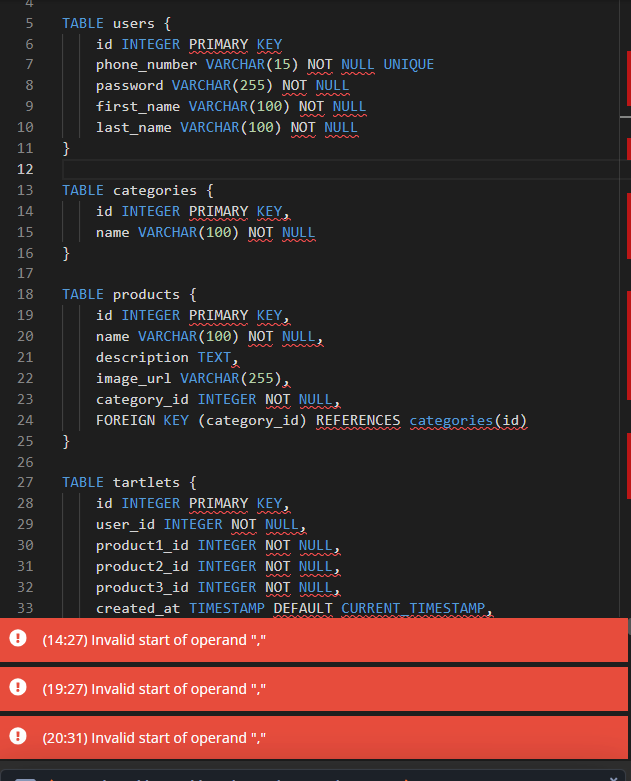 4
5 TABLE users {
6 id INTEGER PRIMARY KEY
7 phone_number VARCHAR(15) NOT NULL UNIQUE
8 password VARCHAR(255) NOT NULL
9 first_name VARCHAR(100) NOT NULL
10 last_name VARCHAR(100) NOT NULL
11 }
12
13 TABLE categories {
14 id INTEGER PRIMARY KEY,
15 name VARCHAR(100) NOT NULL
16 }
17
18 TABLE products {
19 id INTEGER PRIMARY KEY,
20 name VARCHAR(100) NOT NULL,
21 description TEXT,
22 image_url VARCHAR(255),
23 category_id INTEGER NOT NULL,
24 FOREIGN KEY (category_id) REFERENCES categories(id)
25 }
26
27 TABLE tartlets {
28 id INTEGER PRIMARY KEY,
29 user_id INTEGER NOT NULL,
30 product1_id INTEGER NOT NULL,
31 product2_id INTEGER NOT NULL,
32 product3_id INTEGER NOT NULL,
33 created_at TIMESTAMP DEFAULT CURRENT_TIMESTAMP,
(14:27) Invalid start of operand ","
(19:27) Invalid start of operand ","
(20:31) Invalid start of operand ","